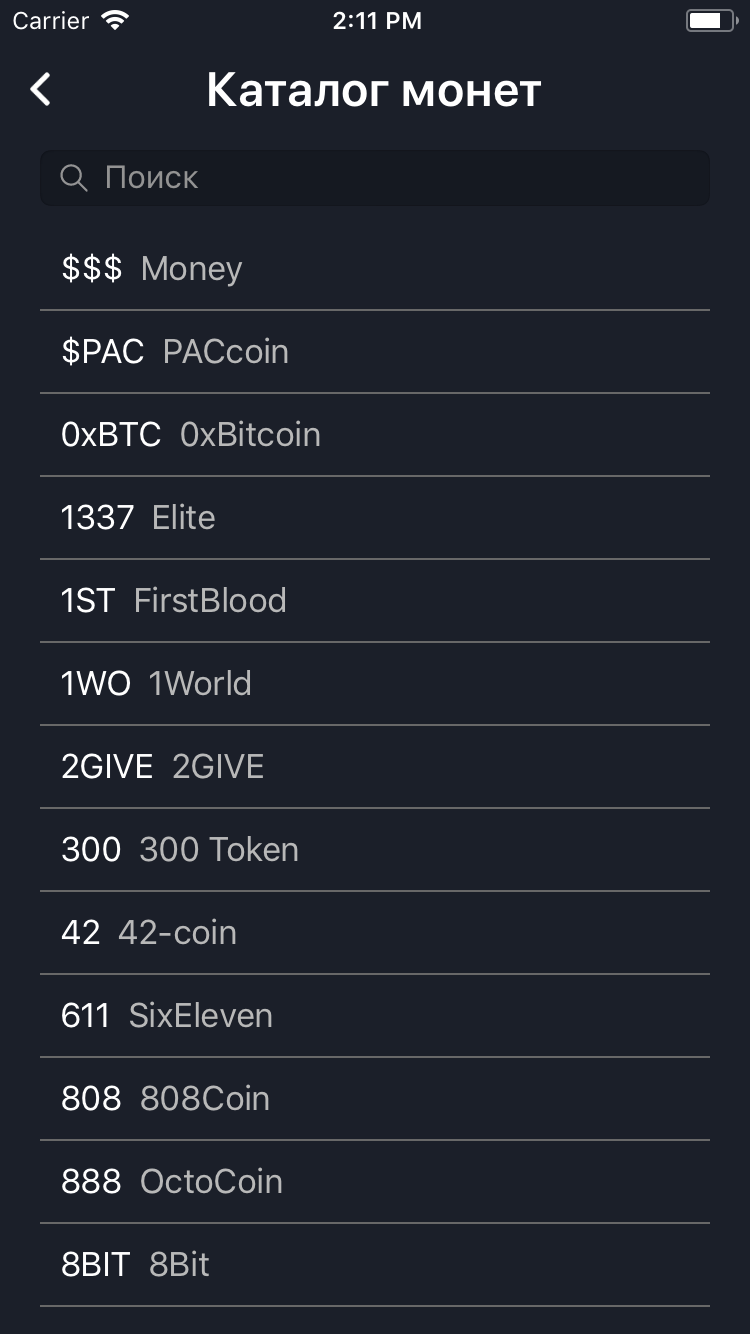 Carrier 2:11 PM
Каталог монет
Поиск
$$$ Money
$PAC PACcoin
0xBTC 0xBitcoin
1337 Elite
1ST FirstBlood
1WO 1World
2GIVE 2GIVE
300 300 Token
42 42-coin
611 SixEleven
808 808Coin
888 OctoCoin
8BIT 8Bit